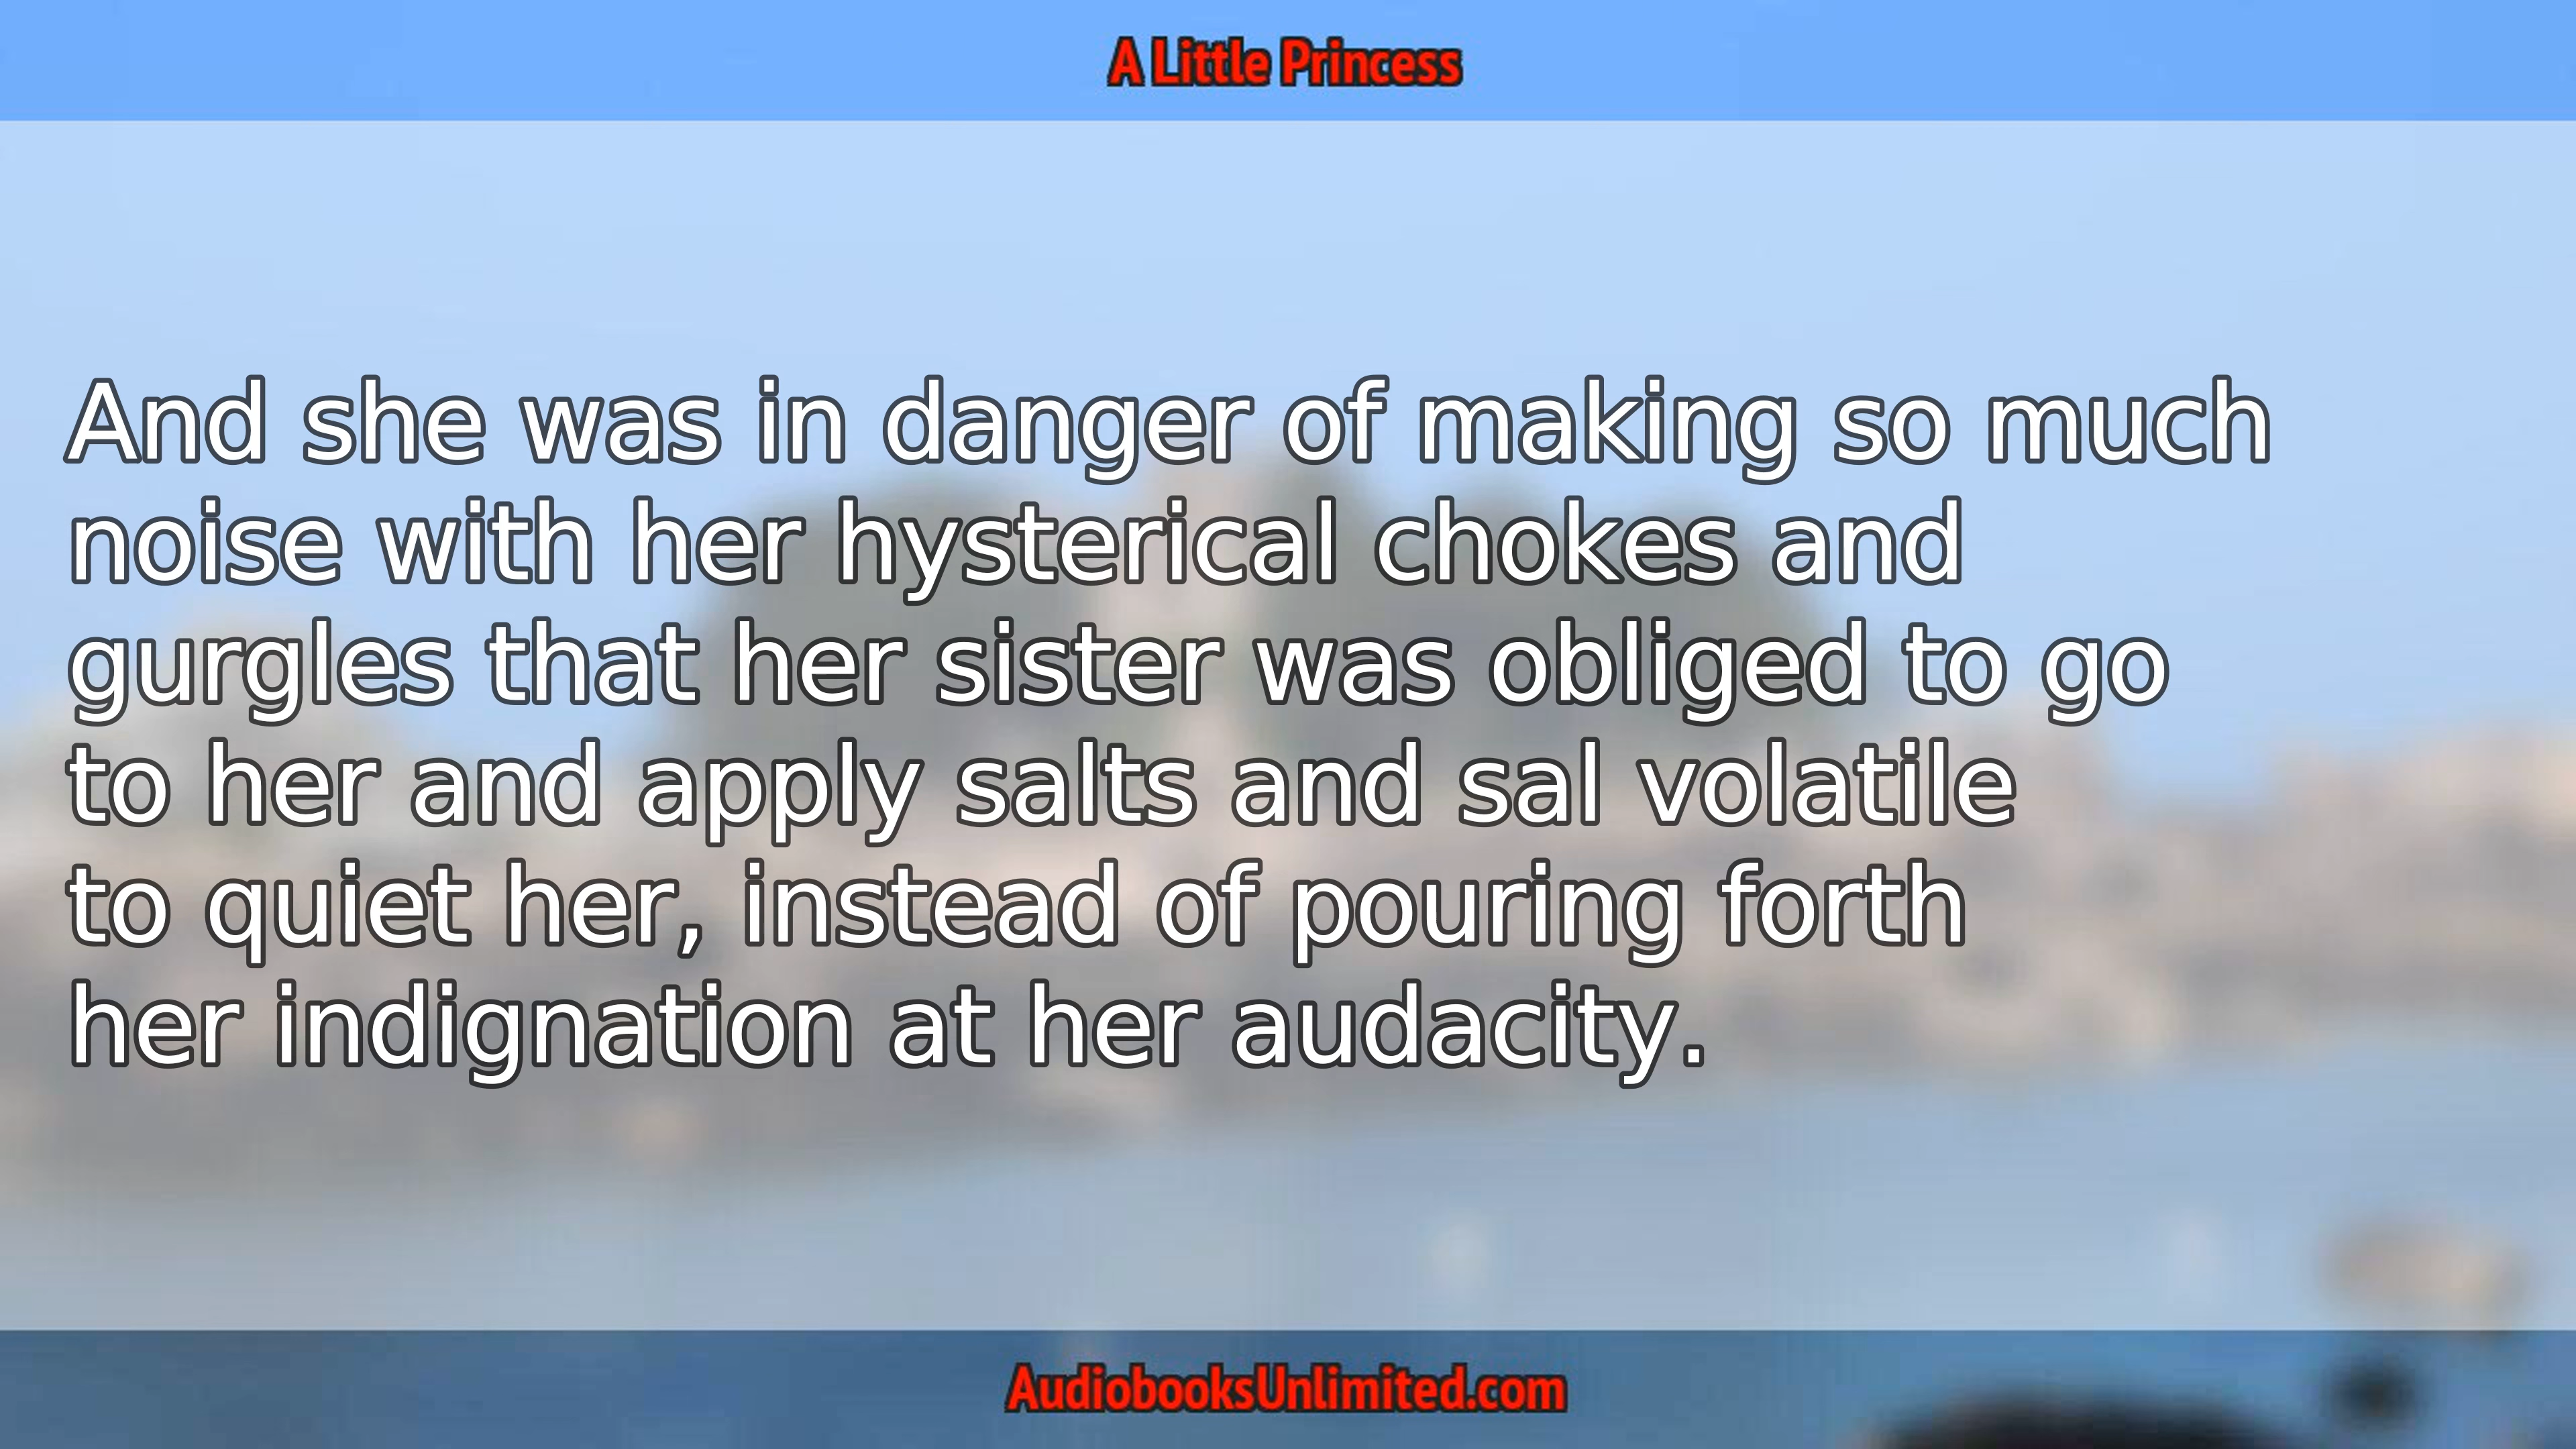 A Little Princess
And she was in danger of making so much
noise with her hysterical chokes and
gurgles that her sister was obliged to go
to her and apply salts and sal volatile
to quiet her, instead of pouring forth
her indignation at her audacity.
AudiobooksUnlimited.com